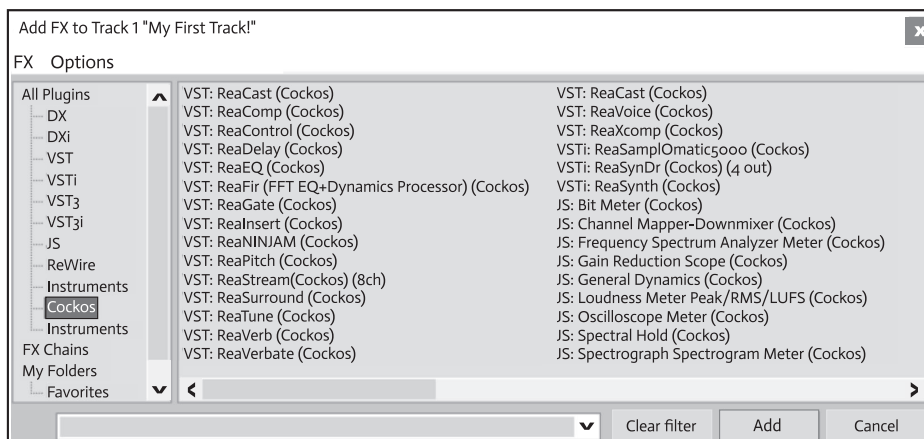 Add FX to Track 1 "My First Track!"
x
FX Options
All Plugins
DX
DXi
VST
VSTi
VST3
VST3i
JS
ReWire
Instruments
Cockos
Instruments
FX Chains
My Folders
Favorites
VST: ReaCast (Cockos)
VST: ReaComp (Cockos)
VST: ReaControl (Cockos)
VST: ReaDelay (Cockos)
VST: ReaEQ (Cockos)
VST: ReaFir (FFT EQ+Dynamics Processor) (Cockos)
VST: ReaGate (Cockos)
VST: ReaInsert (Cockos)
VST: ReaNINJAM (Cockos)
VST: ReaPitch (Cockos)
VST: ReaStream(Cockos) (8ch)
VST: ReaSurround (Cockos)
VST: ReaTune (Cockos)
VST: ReaVerb (Cockos)
VST: ReaVerbate (Cockos)
VST: ReaCast (Cockos)
VST: ReaVoice (Cockos)
VST: ReaXcomp (Cockos)
VSTi: ReaSamplOmatic5000 (Cockos)
VSTi: ReaSynDr (Cockos) (4 out)
VSTi: ReaSynth (Cockos)
JS: Bit Meter (Cockos)
JS: Channel Mapper-Downmixer (Cockos)
JS: Frequency Spectrum Analyzer Meter (Cockos)
JS: Gain Reduction Scope (Cockos)
JS: General Dynamics (Cockos)
JS: Loudness Meter Peak/RMS/LUFS (Cockos)
JS: Oscilloscope Meter (Cockos)
JS: Spectral Hold (Cockos)
JS: Spectrograph Spectrogram Meter (Cockos)
Clear filter Add Cancel